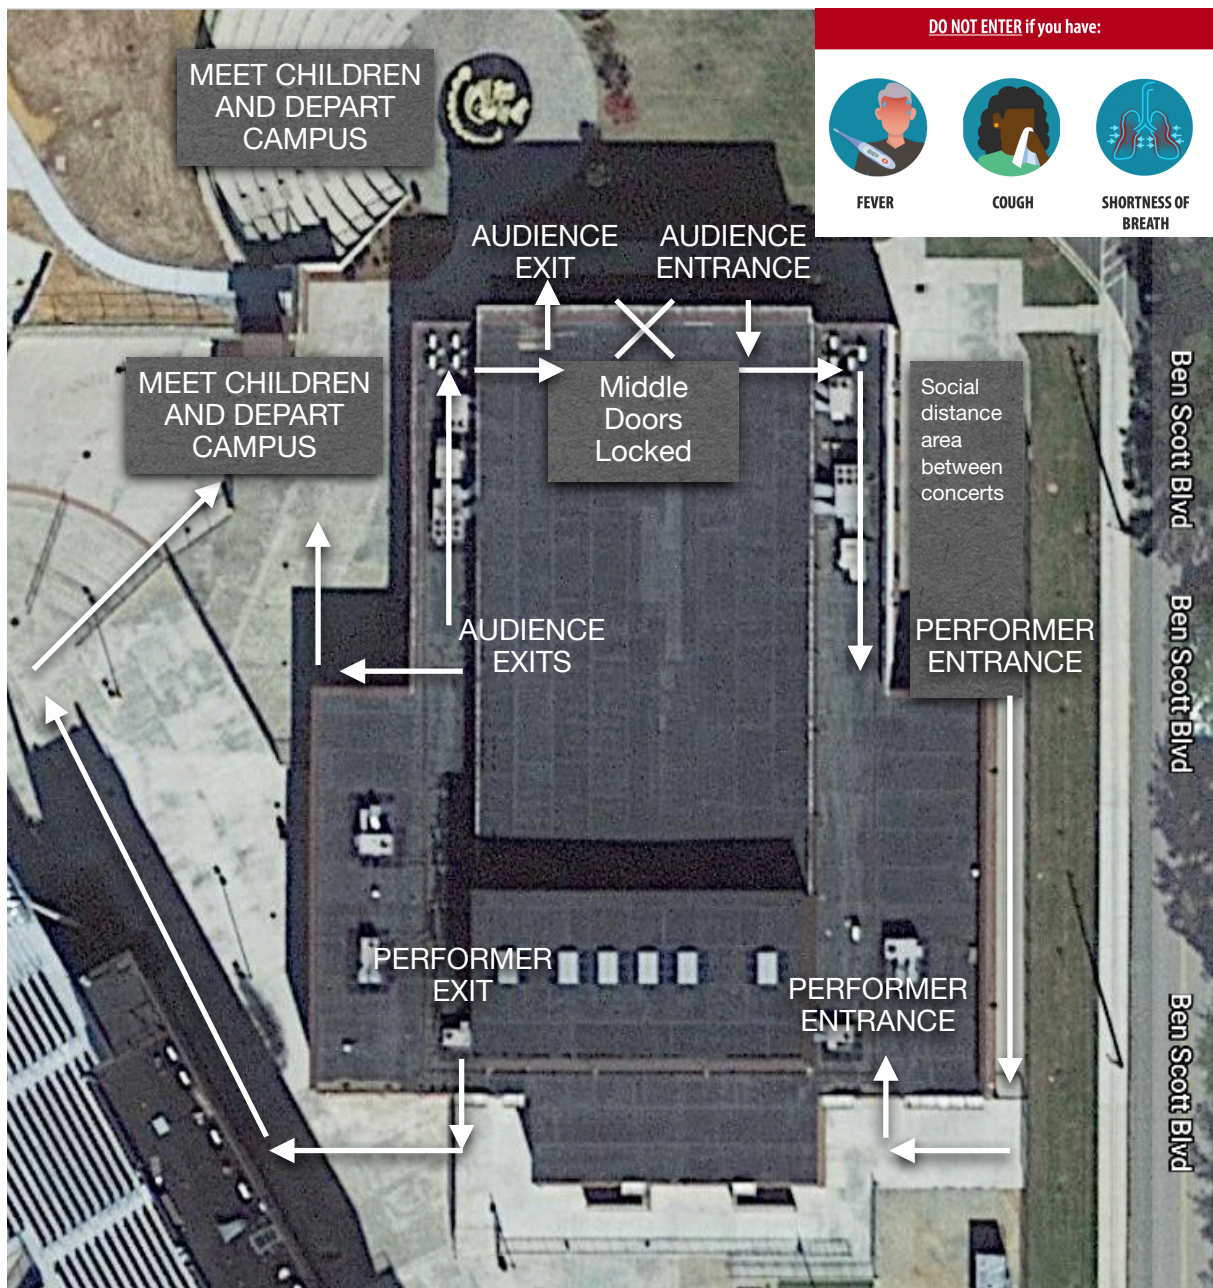 DO NOT ENTER if you have:
FEVER
COUGH
SHORTNESS OF
BREATH
MEET CHILDREN
AND DEPART
CAMPUS
AUDIENCE
EXIT
AUDIENCE
ENTRANCE
MEET CHILDREN
AND DEPART
CAMPUS
Middle
Doors
Locked
Social
distance
area
between
concerts
Ben Scott Blvd
AUDIENCE
EXITS
PERFORMER
ENTRANCE
Ben Scott Blvd
PERFORMER
EXIT
PERFORMER
ENTRANCE
Ben Scott Blvd